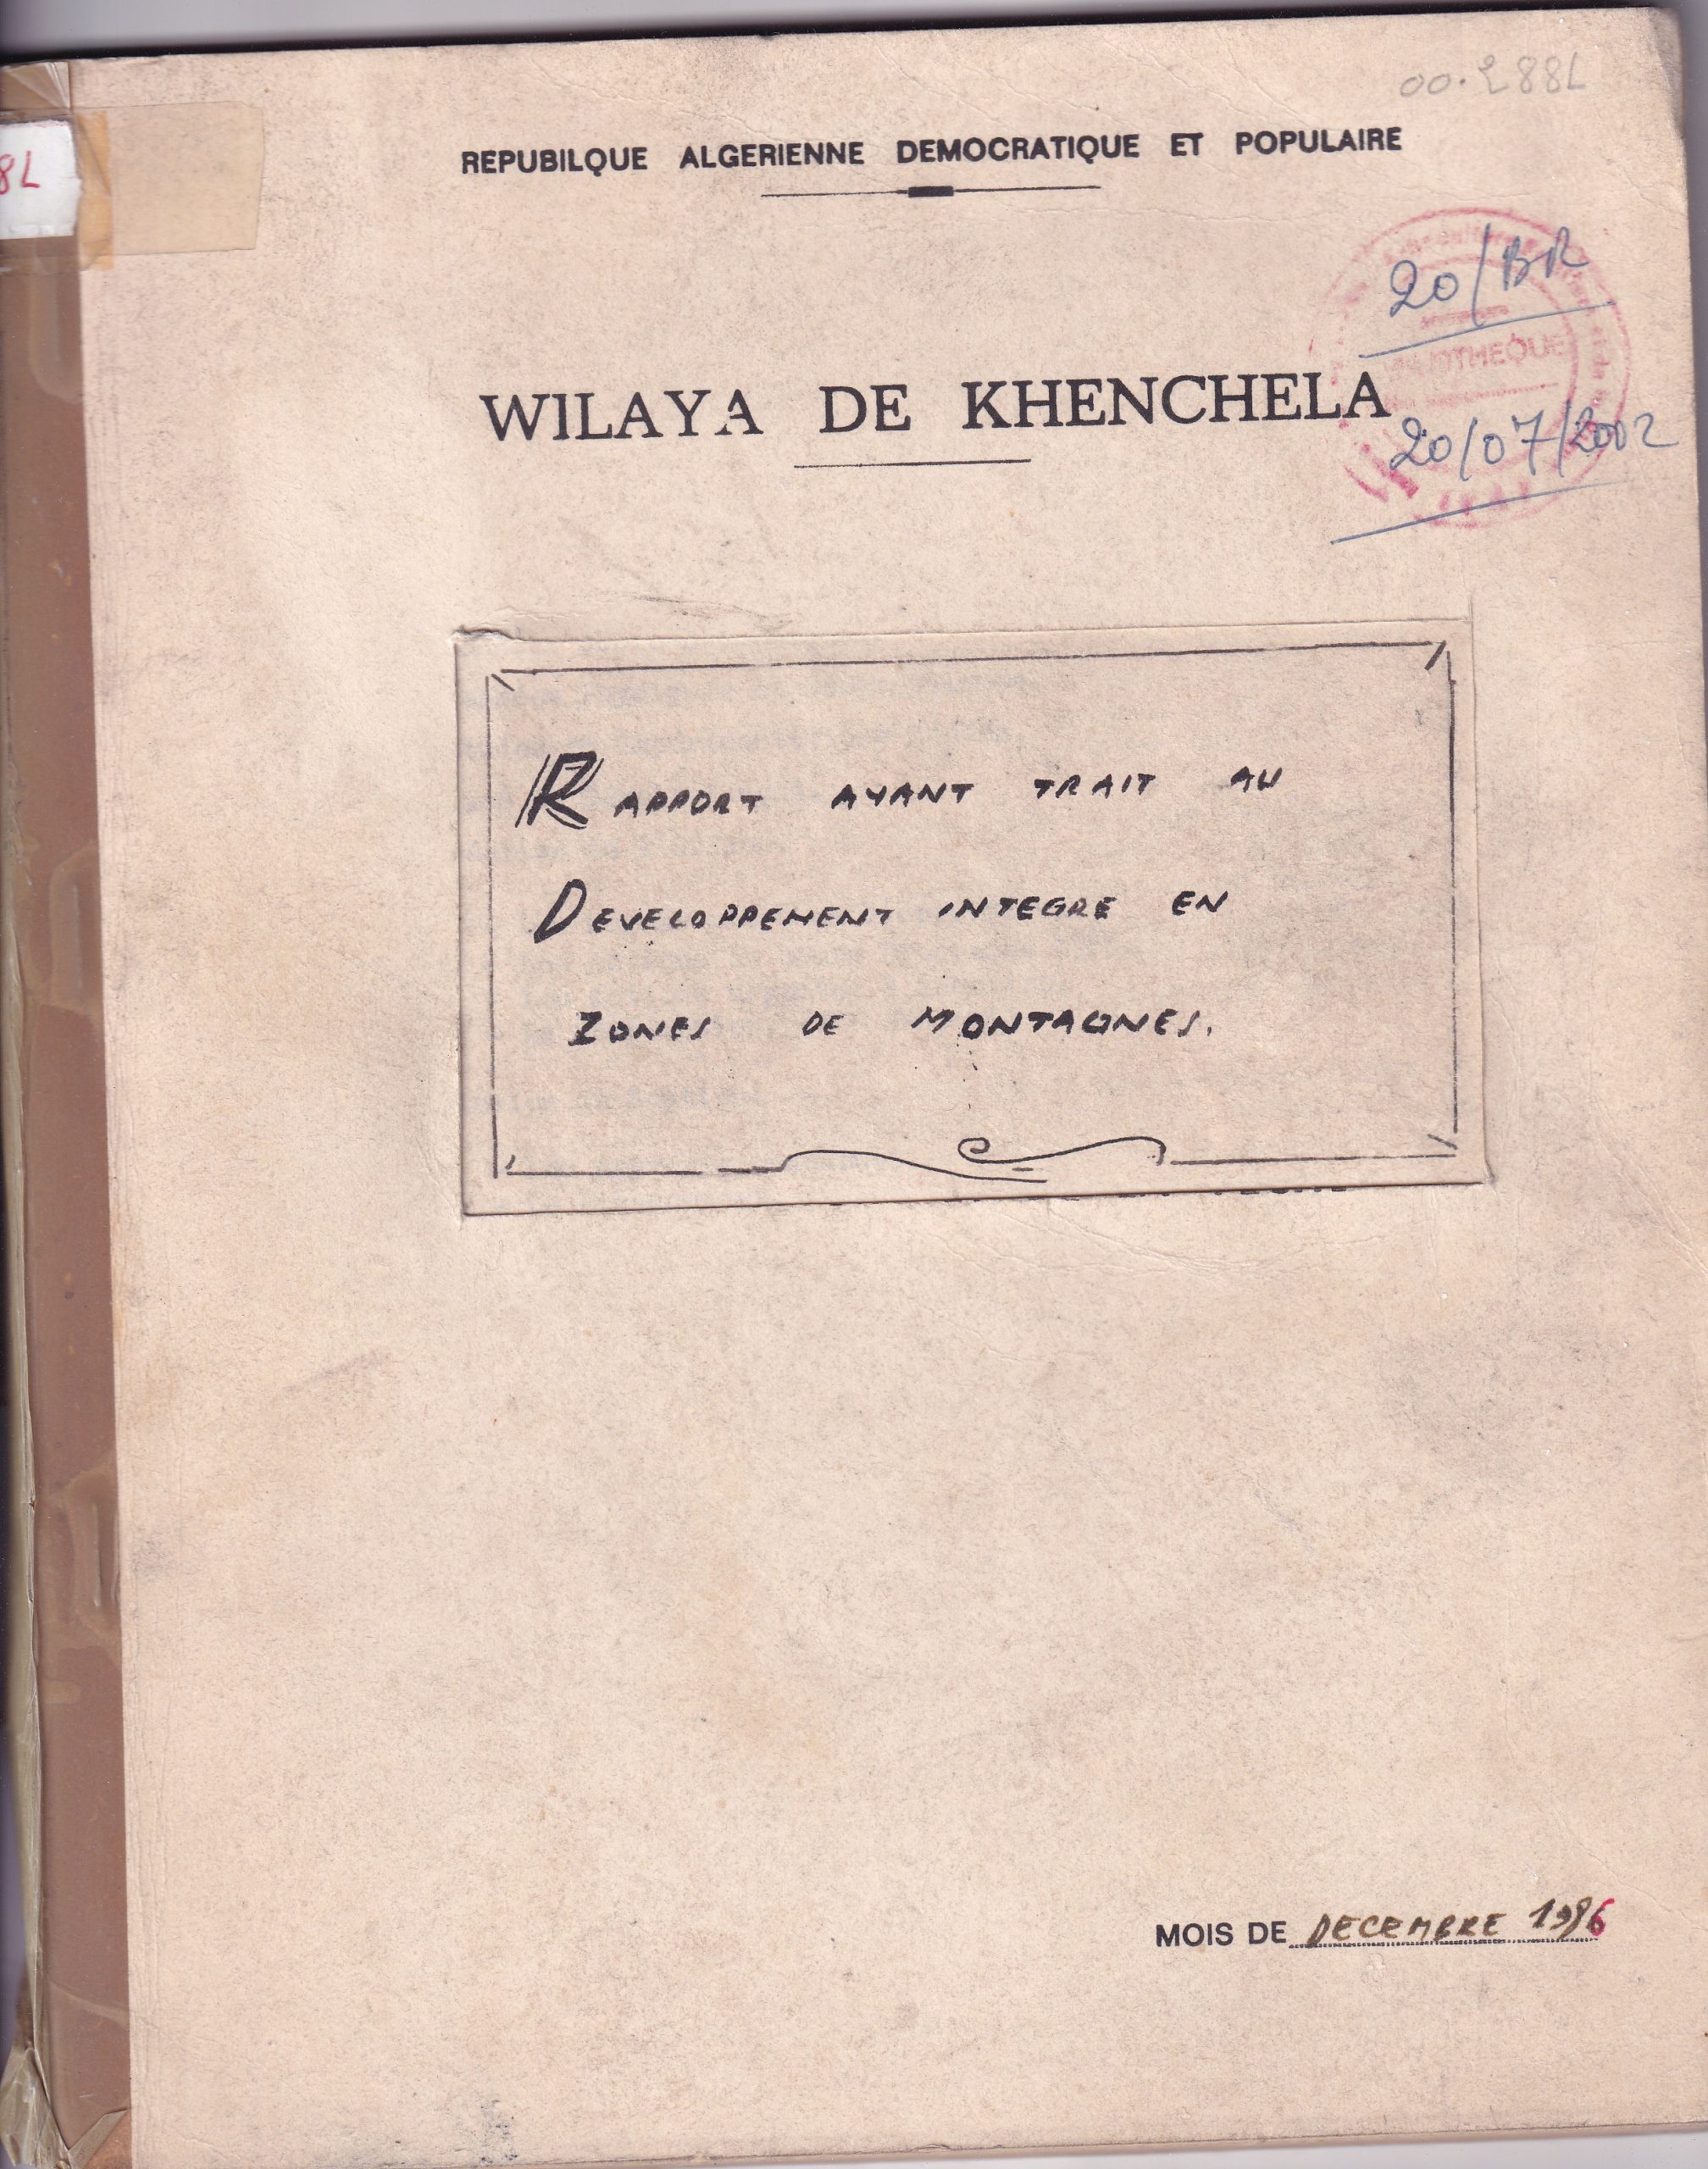 00.288L
8L
REPUBILQUE ALGERIENNE DEMOCRATIQUE ET POPULAIRE
20/BR
WILAYA DE KHENCHELA
20/07/2002
RAPPORT AYANT TRAIT AU
DEVELOPPEMENT INTEGRE EN
ZONES DE MONTAGNES.
MOIS DE DECEMBRE 1986